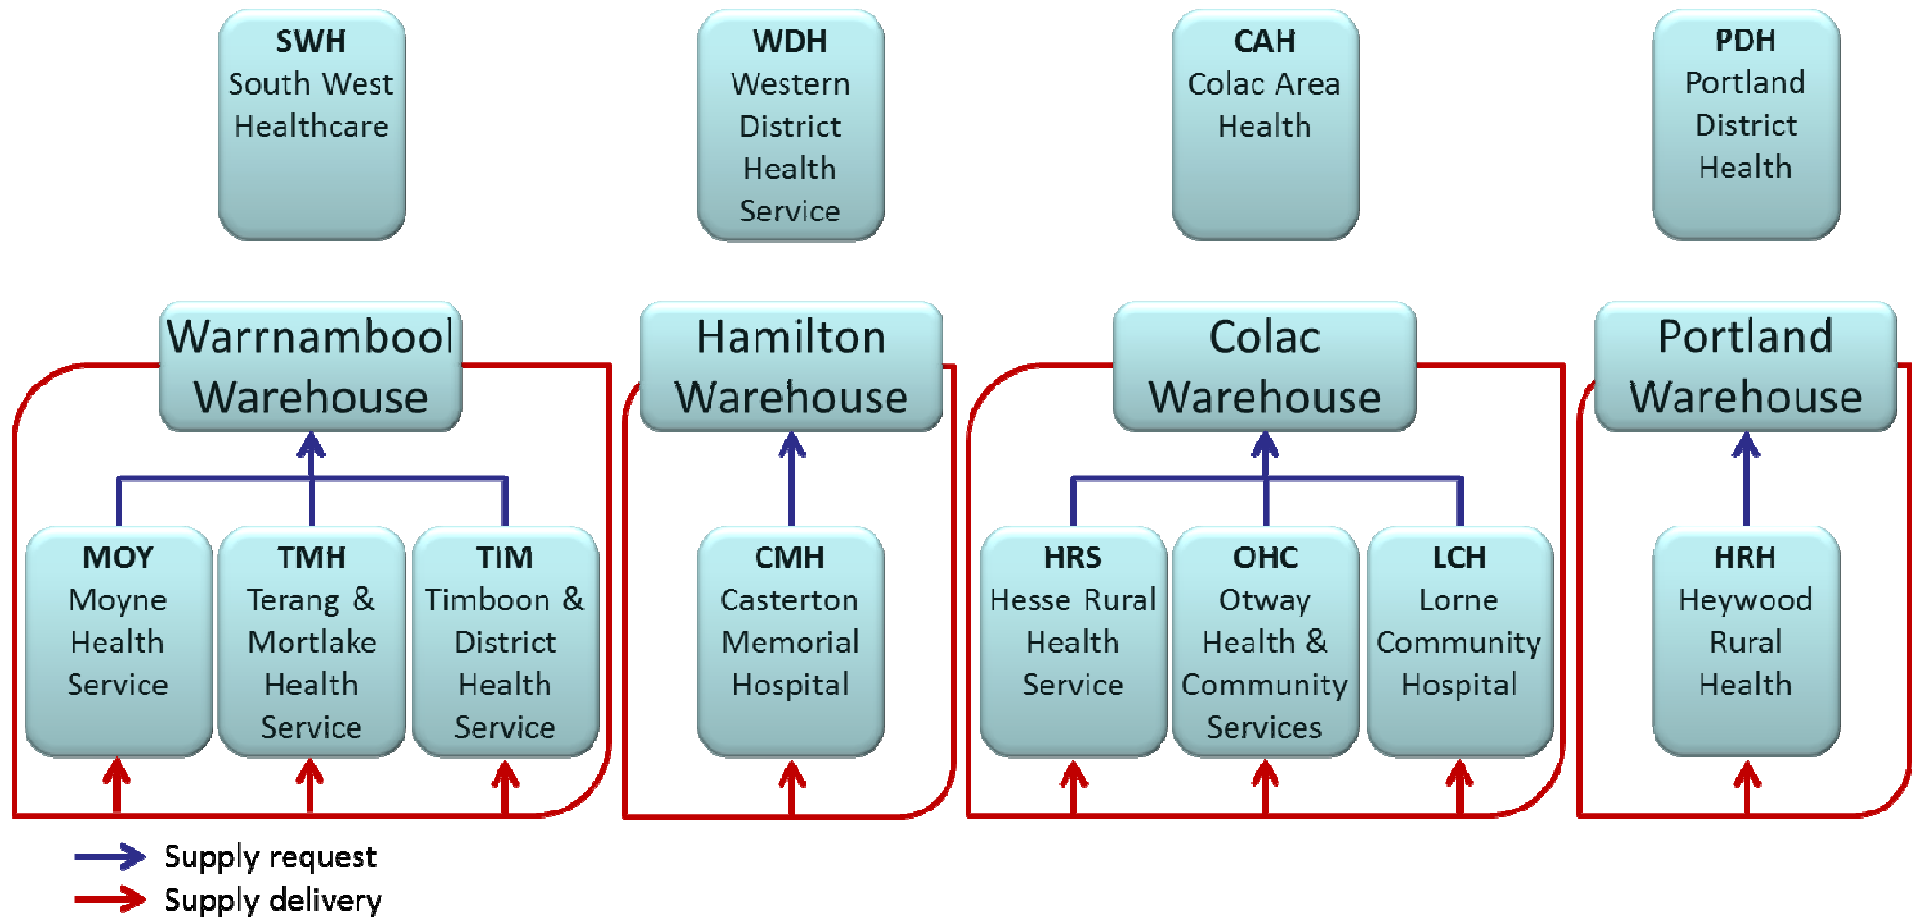 SWH
South West
Healthcare
WDH
Western
District
Health
Service
CAH
Colac Area
Health
PDH
Portland
District
Health
Warrnambool
Warehouse
Hamilton
Warehouse
Colac
Warehouse
Portland
Warehouse
MOY
Moyne
Health
Service
TMH
Terang &
Mortlake
Health
Service
TIM
Timboon &
District
Health
Service
CMH
Casterton
Memorial
Hospital
HRS
Hesse Rural
Health
Service
OHC
Otway
Health &
Community
Services
LCH
Lorne
Community
Hospital
HRH
Heywood
Rural
Health
Supply request
Supply delivery